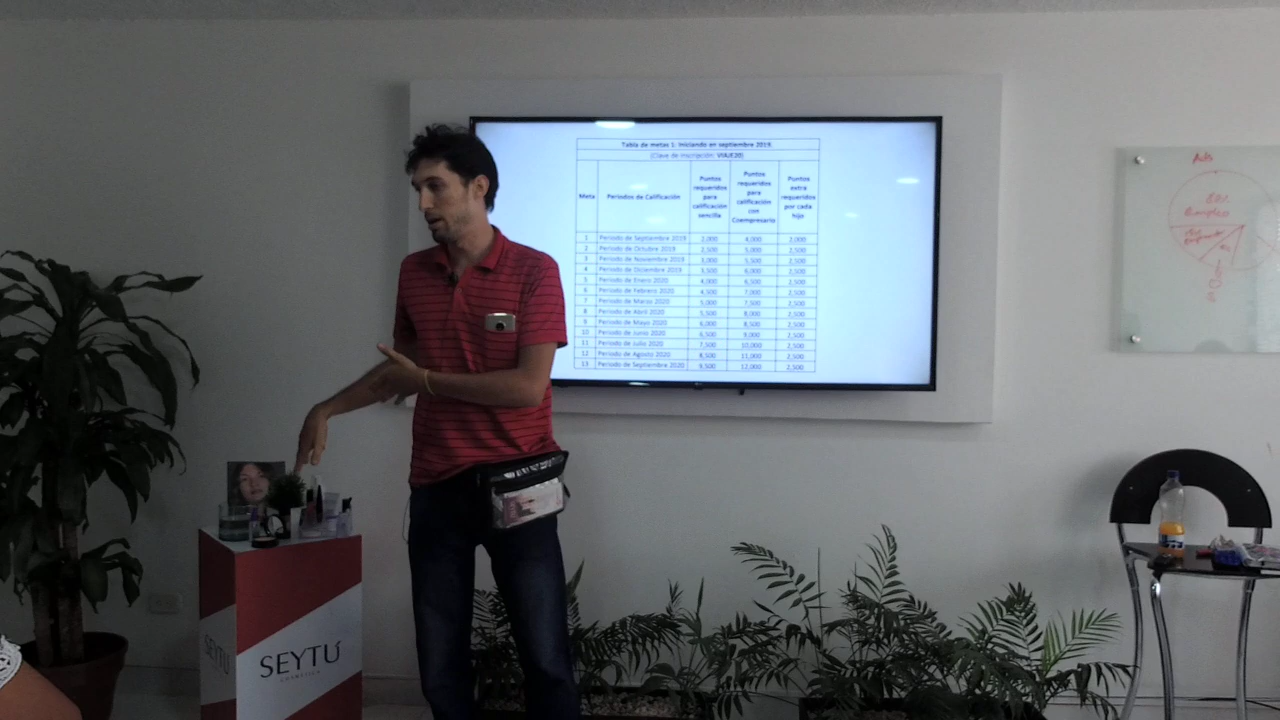 Tabla de metas 1: Iniciando en septiembre 2019.
(Clave de inscripción: VIAJE20)
Meta Periodos de Calificación Puntos requeridos para calificación sencilla Puntos requeridos para calificación con Coempresario Puntos extra requeridos por cada hijo
1 Periodo de Septiembre 2019 2,000 4,000 2,000
2 Periodo de Octubre 2019 2,500 5,000 2,500
3 Periodo de Noviembre 2019 3,000 5,500 2,500
4 Periodo de Diciembre 2019 3,500 6,000 2,500
5 Periodo de Enero 2020 4,000 6,500 2,500
6 Periodo de Febrero 2020 4,500 7,000 2,500
7 Periodo de Marzo 2020 5,000 7,500 2,500
8 Periodo de Abril 2020 5,500 8,000 2,500
9 Periodo de Mayo 2020 6,000 8,500 2,500
10 Periodo de Junio 2020 6,500 9,000 2,500
11 Periodo de Julio 2020 7,500 10,000 2,500
12 Periodo de Agosto 2020 8,500 11,000 2,500
13 Periodo de Septiembre 2020 9,500 12,000 2,500
Empleo
SEYTÚ
COSMÉTICA
SEYTÚ